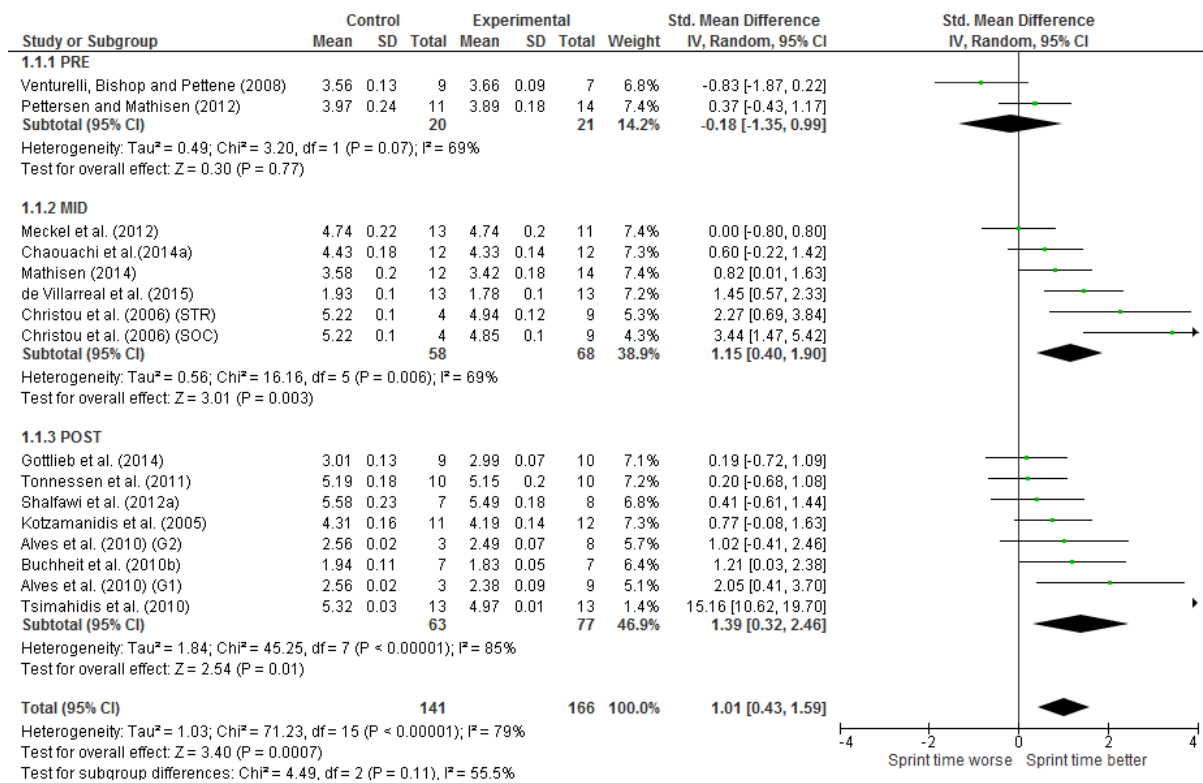 Control Experimental Std. Mean Difference Std. Mean Difference
Study or Subgroup Mean SD Total Mean SD Total Weight IV, Random, 95% CI IV, Random, 95% CI
1.1.1 PRE
Venturelli, Bishop and Pettene (2008) 3.56 0.13 9 3.66 0.09 7 6.8% -0.83 [-1.87, 0.22]
Pettersen and Mathisen (2012) 3.97 0.24 11 3.89 0.18 14 7.4% 0.37 [-0.43, 1.17]
Subtotal (95% CI) 20 21 14.2% -0.18 [-1.35, 0.99]
Heterogeneity: Tau² = 0.49; Chi² = 3.20, df = 1 (P = 0.07); I² = 69%
Test for overall effect: Z = 0.30 (P = 0.77)
1.1.2 MID
Meckel et al. (2012) 4.74 0.22 13 4.74 0.2 11 7.4% 0.00 [-0.80, 0.80]
Chaouachi et al.(2014a) 4.43 0.18 12 4.33 0.14 12 7.3% 0.60 [-0.22, 1.42]
Mathisen (2014) 3.58 0.2 12 3.42 0.18 14 7.4% 0.82 [0.01, 1.63]
de Villarreal et al. (2015) 1.93 0.1 13 1.78 0.1 13 7.2% 1.45 [0.57, 2.33]
Christou et al. (2006) (STR) 5.22 0.1 4 4.94 0.12 9 5.3% 2.27 [0.69, 3.84]
Christou et al. (2006) (SOC) 5.22 0.1 4 4.85 0.1 9 4.3% 3.44 [1.47, 5.42]
Subtotal (95% CI) 58 68 38.9% 1.15 [0.40, 1.90]
Heterogeneity: Tau² = 0.56; Chi² = 16.16, df = 5 (P = 0.006); I² = 69%
Test for overall effect: Z = 3.01 (P = 0.003)
1.1.3 POST
Gottlieb et al. (2014) 3.01 0.13 9 2.99 0.07 10 7.1% 0.19 [-0.72, 1.09]
Tonnessen et al. (2011) 5.19 0.18 10 5.15 0.2 10 7.2% 0.20 [-0.68, 1.08]
Shalfawi et al. (2012a) 5.58 0.23 7 5.49 0.18 8 6.8% 0.41 [-0.61, 1.44]
Kotzamanidis et al. (2005) 4.31 0.16 11 4.19 0.14 12 7.3% 0.77 [-0.08, 1.63]
Alves et al. (2010) (G2) 2.56 0.02 3 2.49 0.07 8 5.7% 1.02 [-0.41, 2.46]
Buchheit et al. (2010b) 1.94 0.11 7 1.83 0.05 7 6.4% 1.21 [0.03, 2.38]
Alves et al. (2010) (G1) 2.56 0.02 3 2.38 0.09 9 5.1% 2.05 [0.41, 3.70]
Tsimahidis et al. (2010) 5.32 0.03 13 4.97 0.01 13 1.4% 15.16 [10.62, 19.70]
Subtotal (95% CI) 63 77 46.9% 1.39 [0.32, 2.46]
Heterogeneity: Tau² = 1.84; Chi² = 45.25, df = 7 (P < 0.00001); I² = 85%
Test for overall effect: Z = 2.54 (P = 0.01)
Total (95% CI) 141 166 100.0% 1.01 [0.43, 1.59]
Heterogeneity: Tau² = 1.03; Chi² = 71.23, df = 15 (P < 0.00001); I² = 79%
Test for overall effect: Z = 3.40 (P = 0.0007)
Test for subgroup differences: Chi² = 4.49, df = 2 (P = 0.11), I² = 55.5%
-4 -2 0 2 4
Sprint time worse Sprint time better